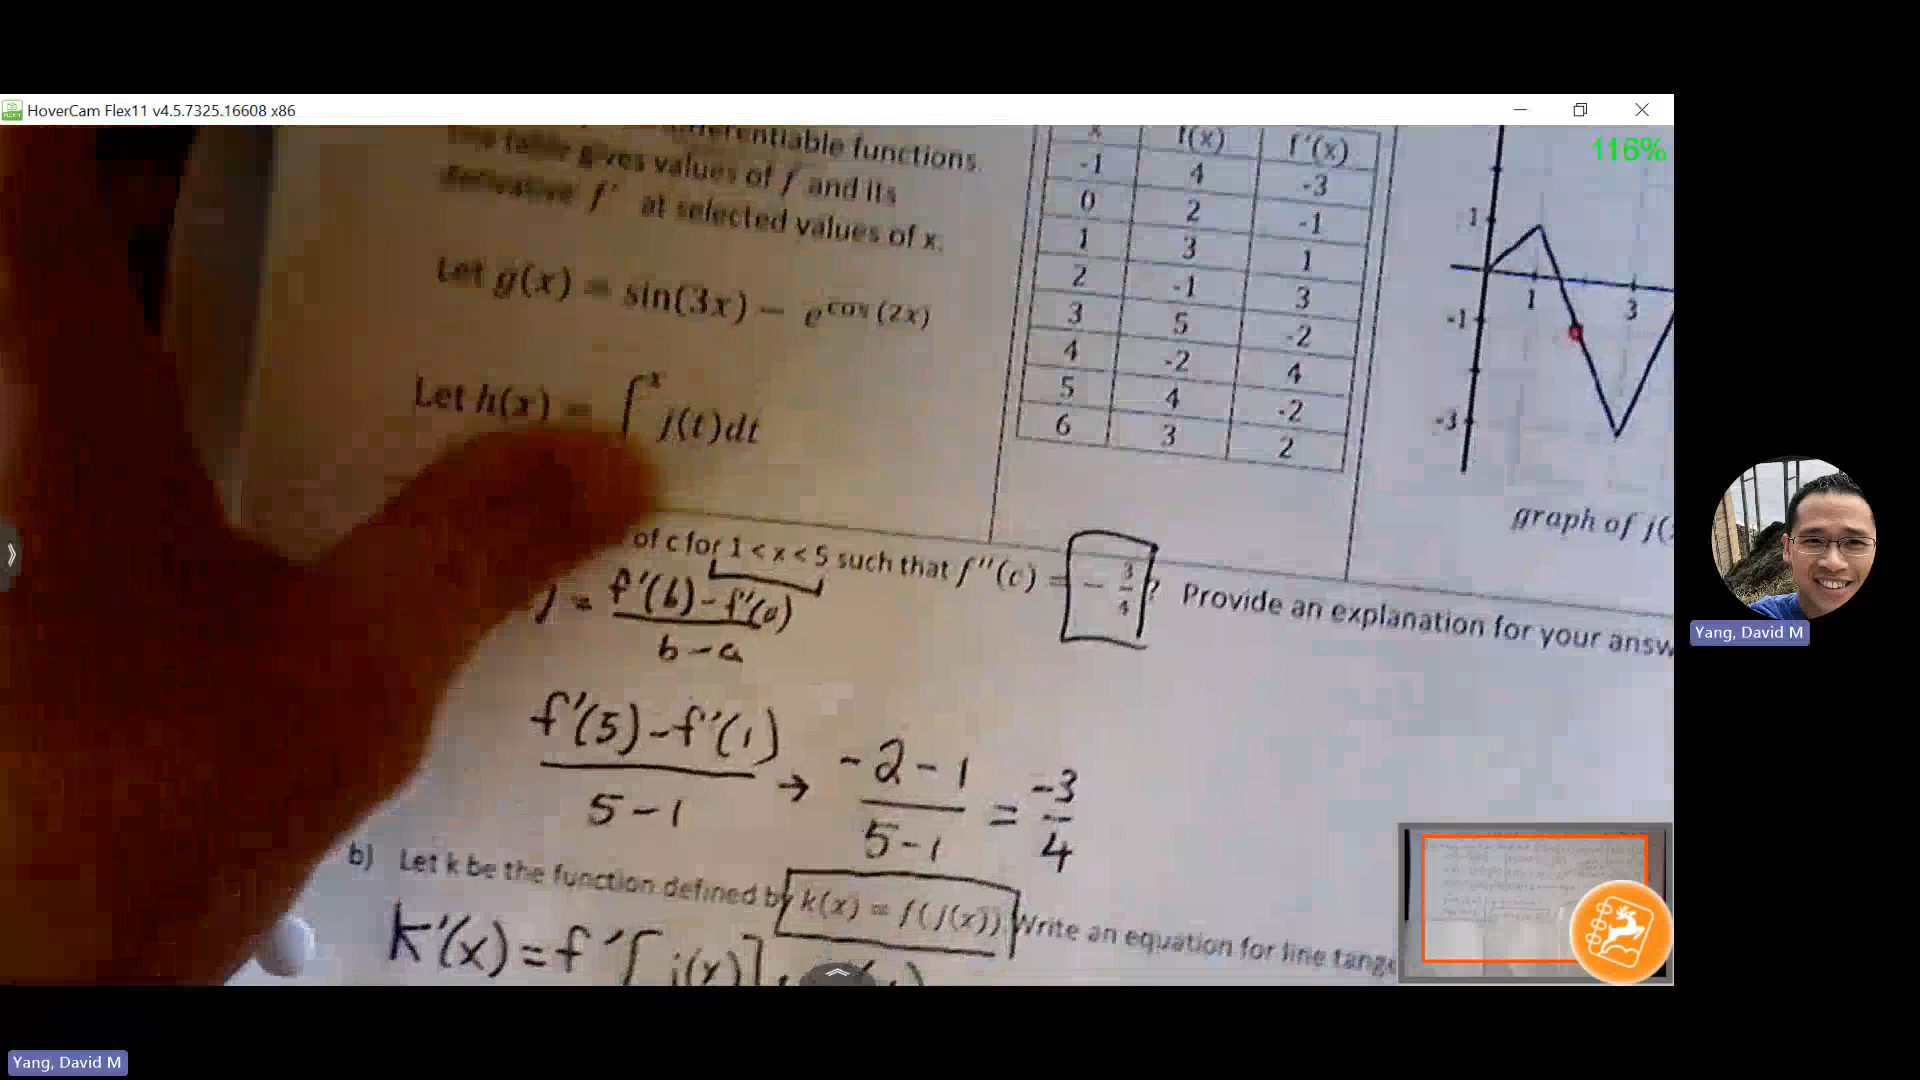 HoverCam Flex11 v4.5.7325.16608 x86
116%
differentiable functions.
This table gives values of f and its
derivative f' at selected values of x.
Let g(x) = sin(3x) − e^cos(2x)
Let h(x) = ∫^x j(t)dt
x f(x) f'(x)
-1 4 -3
0 2 -1
1 3 1
2 -1 3
3 5 -2
4 -2 4
5 4 -2
6 3 2
1
-1
-3
1 3
graph of j(
of c for 1 < x < 5 such that f''(c) = − 3/4 ? Provide an explanation for your answ
= f'(b) − f'(a)
b − a
f'(5) − f'(1)
5 − 1
→ -2 - 1
5 - 1
= -3
4
b) Let k be the function defined by k(x) = f(j(x)). Write an equation for line tange
k'(x) = f'[j(x)] ·
Yang, David M
Yang, David M